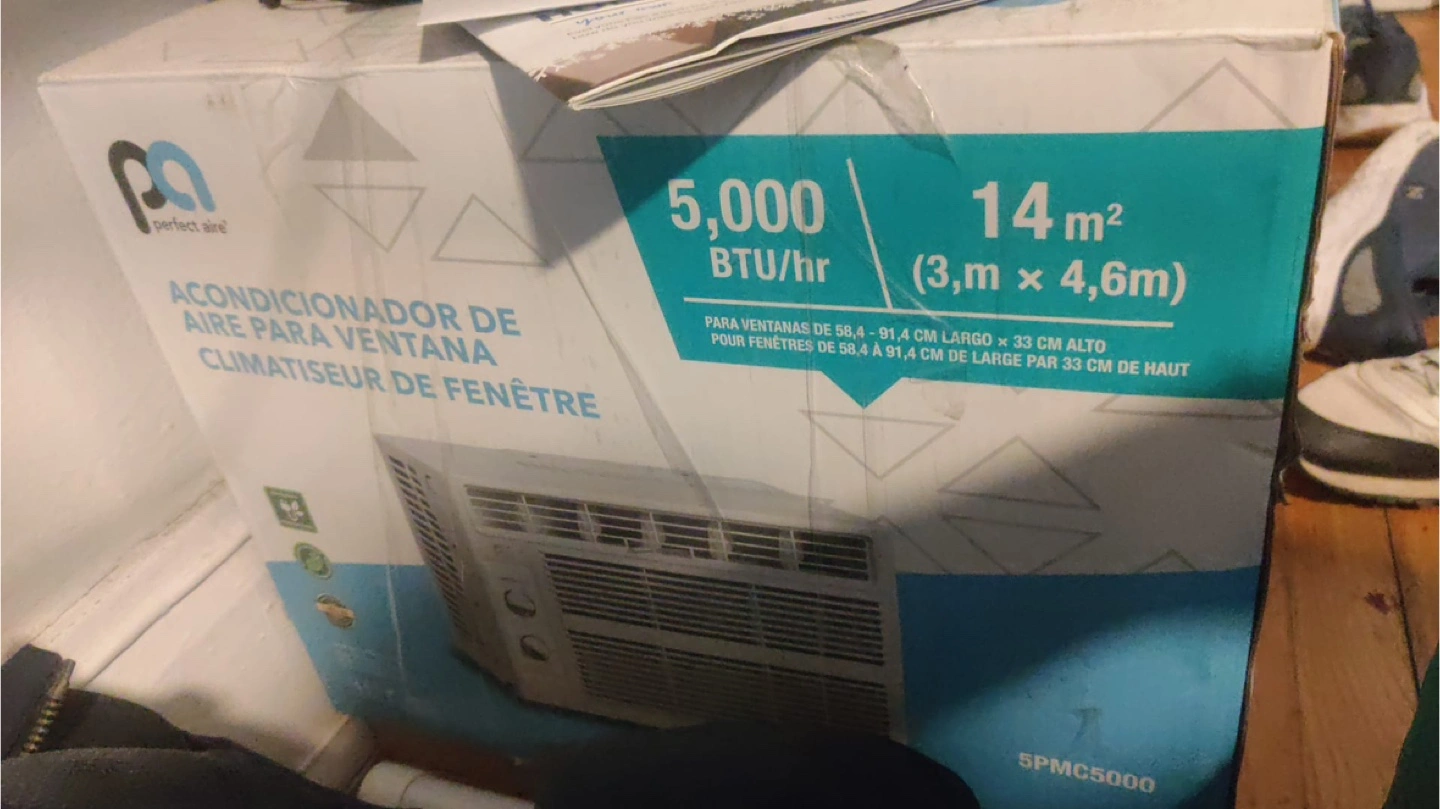 pa
perfect aire
ACONDICIONADOR DE
AIRE PARA VENTANA
CLIMATISEUR DE FENÊTRE
5,000
BTU/hr
14 m²
(3,m × 4,6m)
PARA VENTANAS DE 58,4 - 91,4 CM LARGO × 33 CM ALTO
POUR FENÊTRES DE 58,4 À 91,4 CM DE LARGE PAR 33 CM DE HAUT
5PMC5000